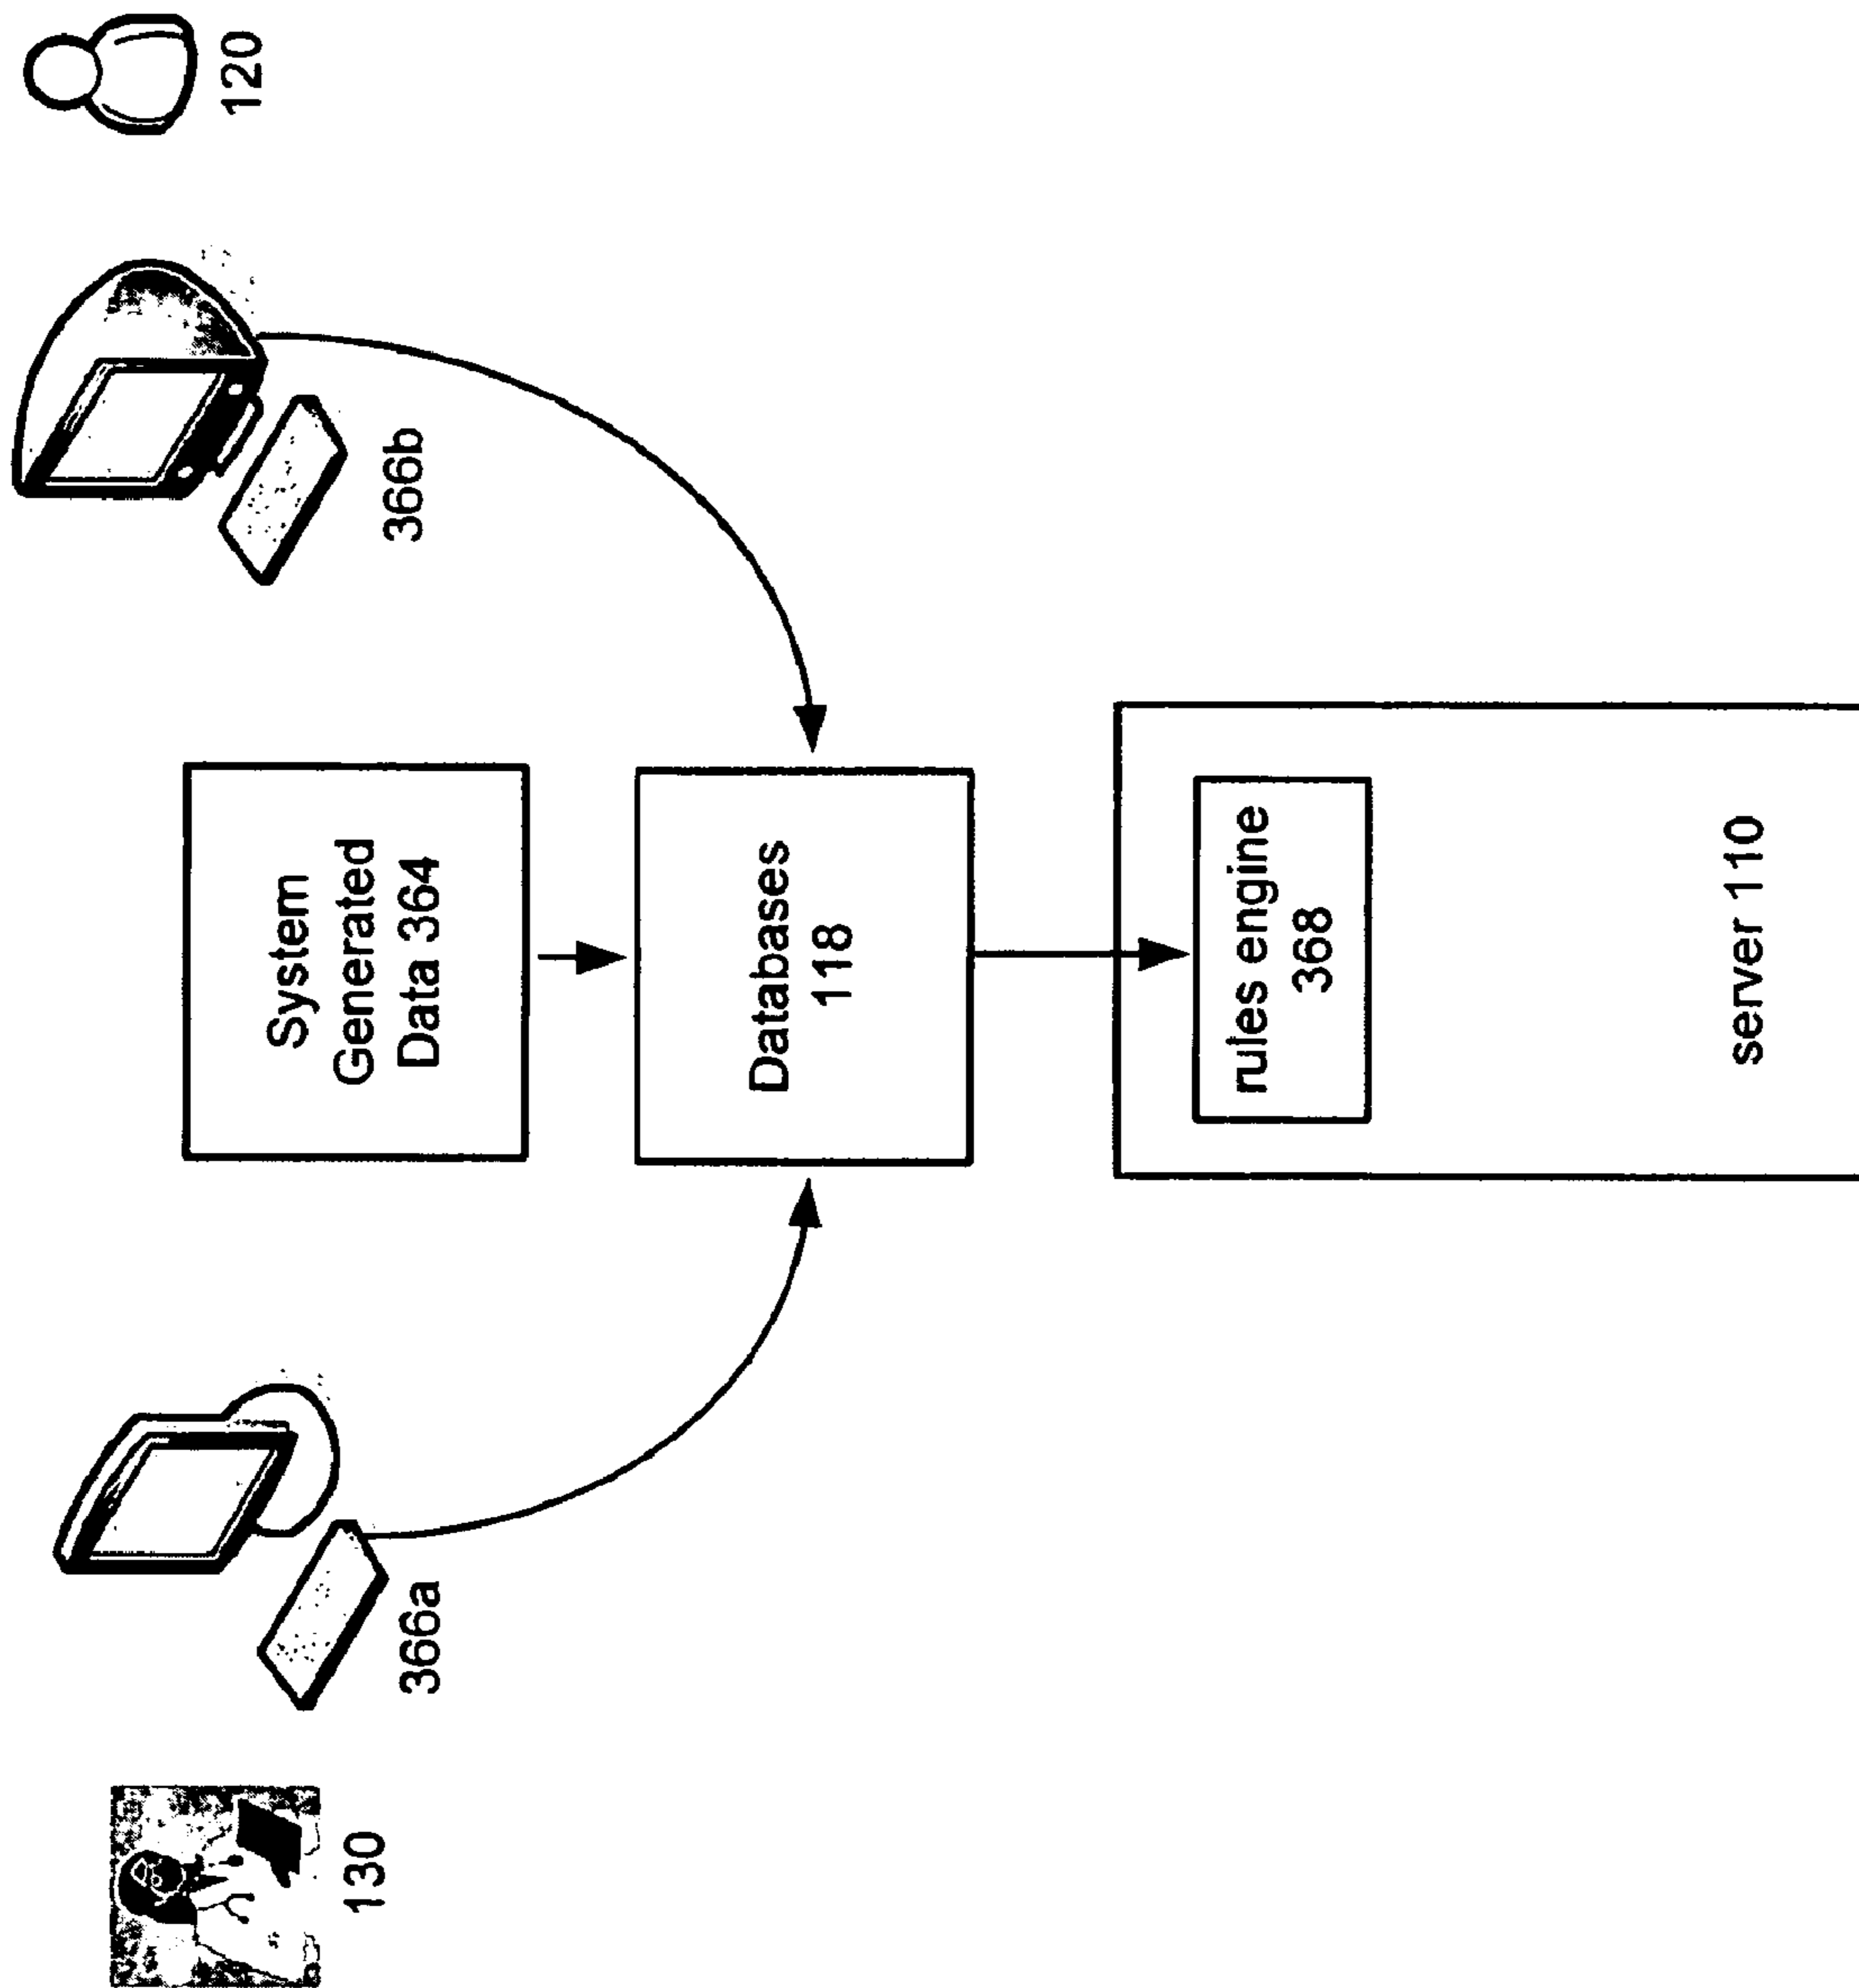 120
366b
System
Generated
Data 364
Databases
118
rules engine
368
server 110
366a
130